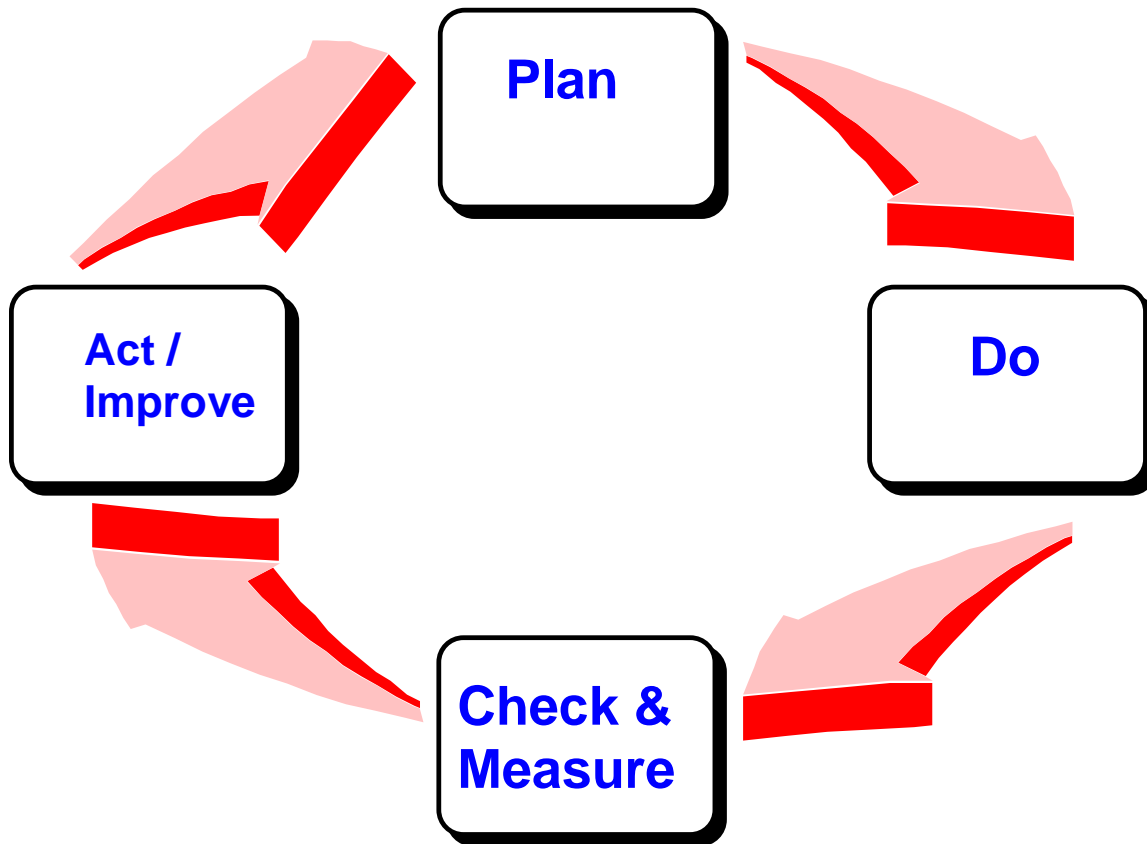 Plan
Do
Check &
Measure
Act /
Improve